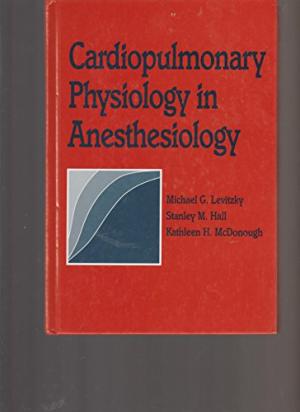 Cardiopulmonary
Physiology in
Anesthesiology
Michael G. Levitzky
Stanley M. Hall
Kathleen H. McDonough